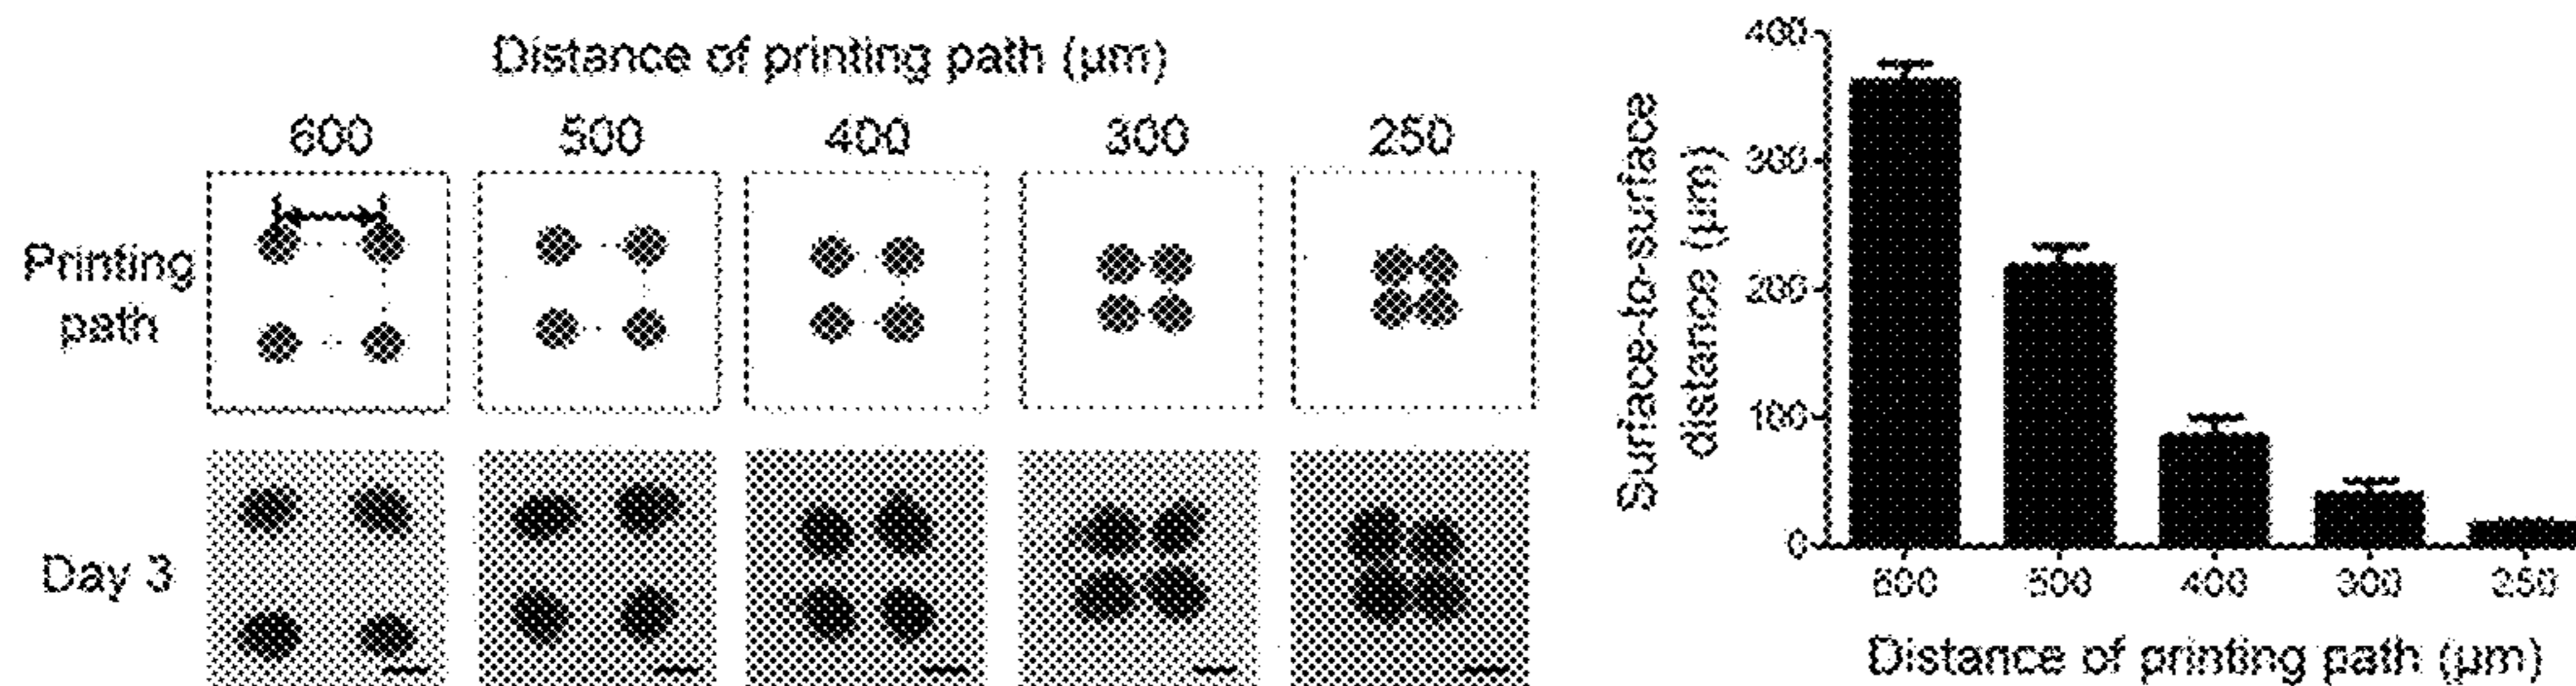 Distance of printing path (µm)
600 500 400 300 250
Printing
path
Day 3
Surface-to-surface
distance (µm)
400
300
200
100
0
600 500 400 300 250
Distance of printing path (µm)